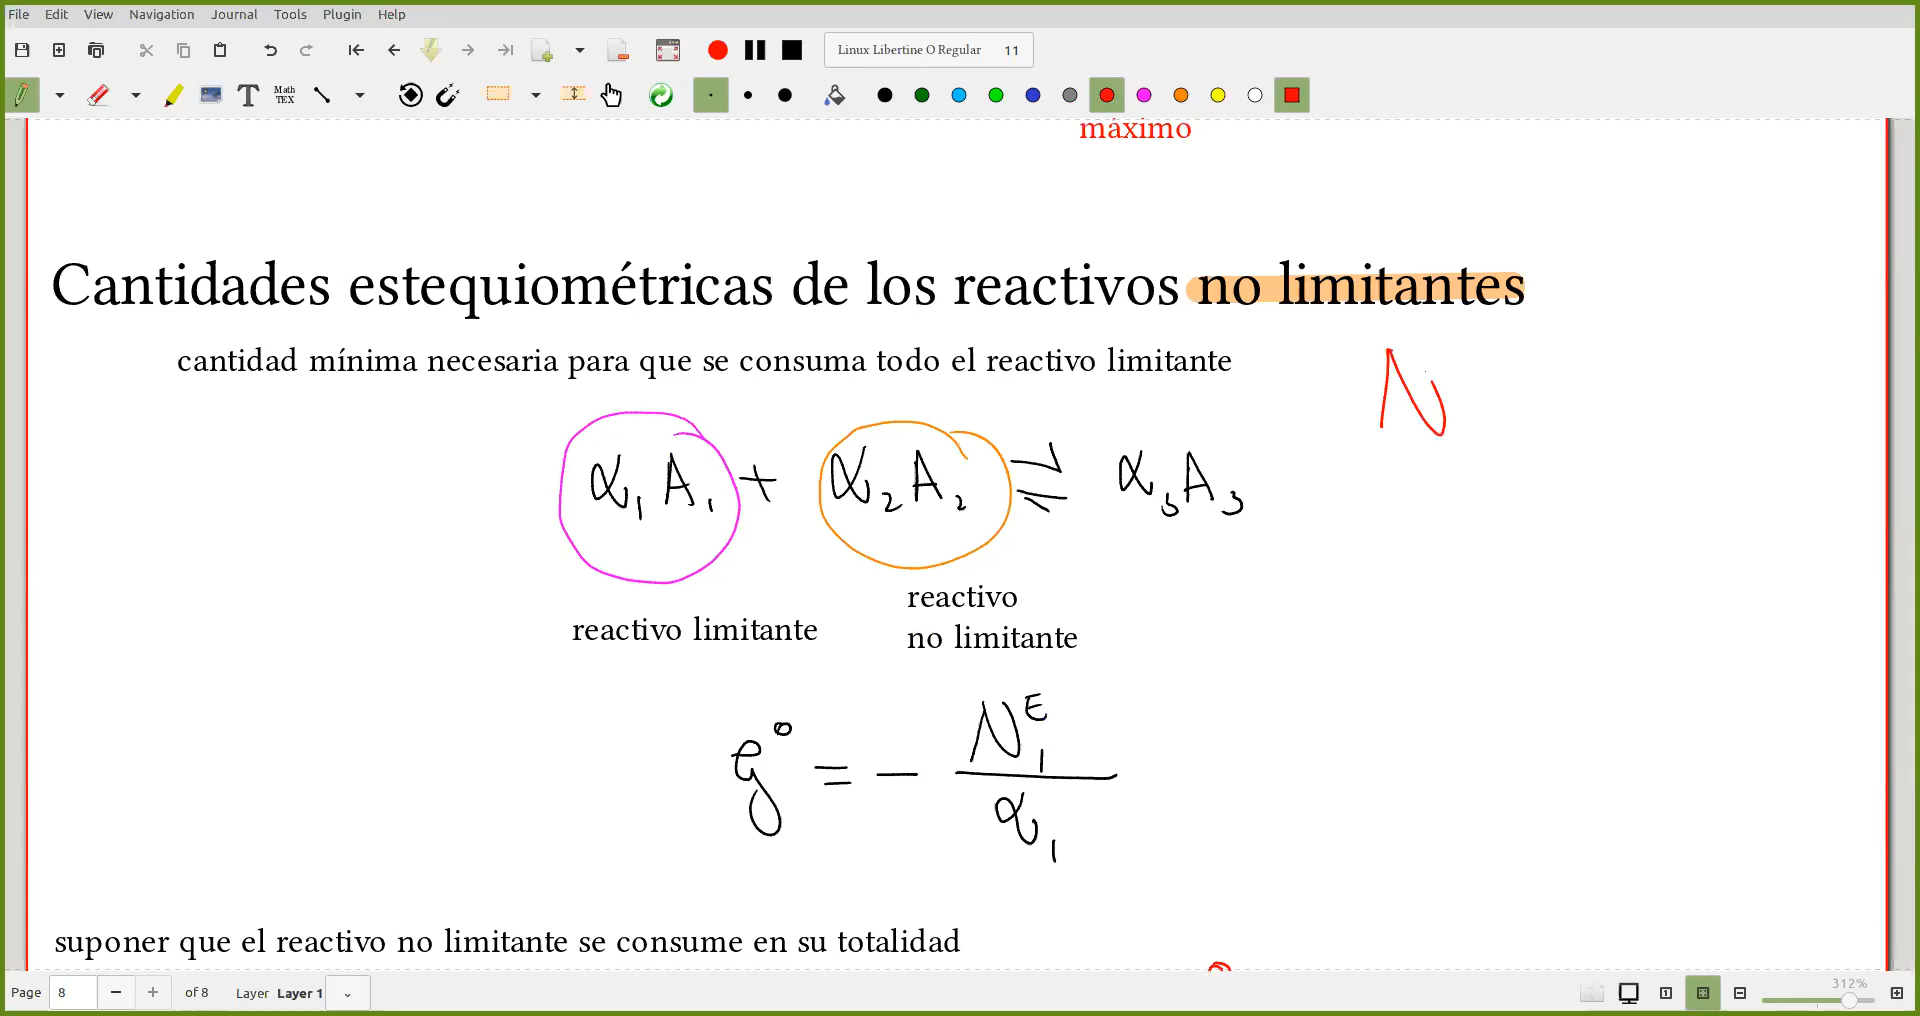 File Edit View Navigation Journal Tools Plugin Help
Linux Libertine O Regular 11
Math
TEX
máximo
Cantidades estequiométricas de los reactivos no limitantes
cantidad mínima necesaria para que se consuma todo el reactivo limitante
N
α₁ A₁ + α₂ A₂ ⇌ α₃ A₃
reactivo limitante
reactivo
no limitante
ξ° = - N₁ᴱ / α₁
suponer que el reactivo no limitante se consume en su totalidad
Page 8 of 8 Layer Layer 1 312%